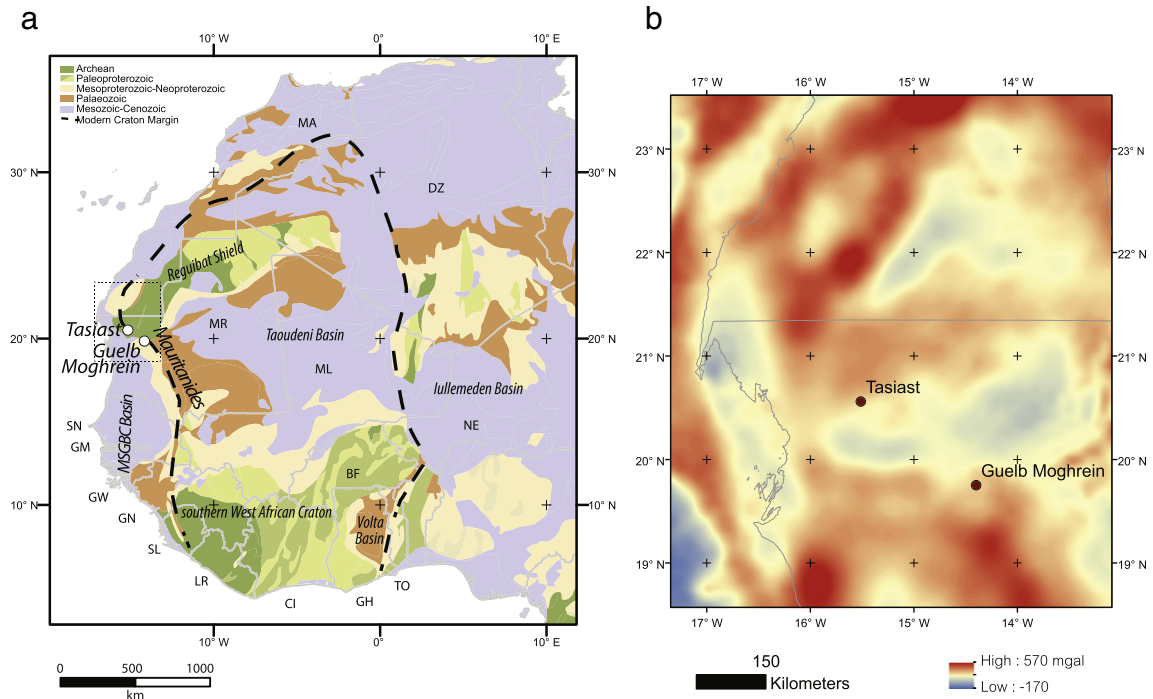 a
10° W
0°
10° E
Archean
Paleoproterozoic
Mesoproterozoic-Neoproterozoic
Palaeozoic
Mesozoic-Cenozoic
Modern Craton Margin
MA
30° N
30° N
DZ
Reguibat Shield
Tasiast
Guelb
Moghrein
Mauritanides
MR
Taoudeni Basin
20° N
20° N
ML
Iullemeden Basin
SN
GM
MSGBC Basin
NE
GW
GN
BF
10° N
10° N
southern West African Craton
Volta
Basin
SL
LR
CI
GH
TO
10° W
0°
10° E
0
500
1000
km
b
17° W
16° W
15° W
14° W
23° N
23° N
22° N
22° N
21° N
21° N
Tasiast
20° N
20° N
Guelb Moghrein
19° N
19° N
17° W
16° W
15° W
14° W
150
Kilometers
High : 570 mgal
Low : -170